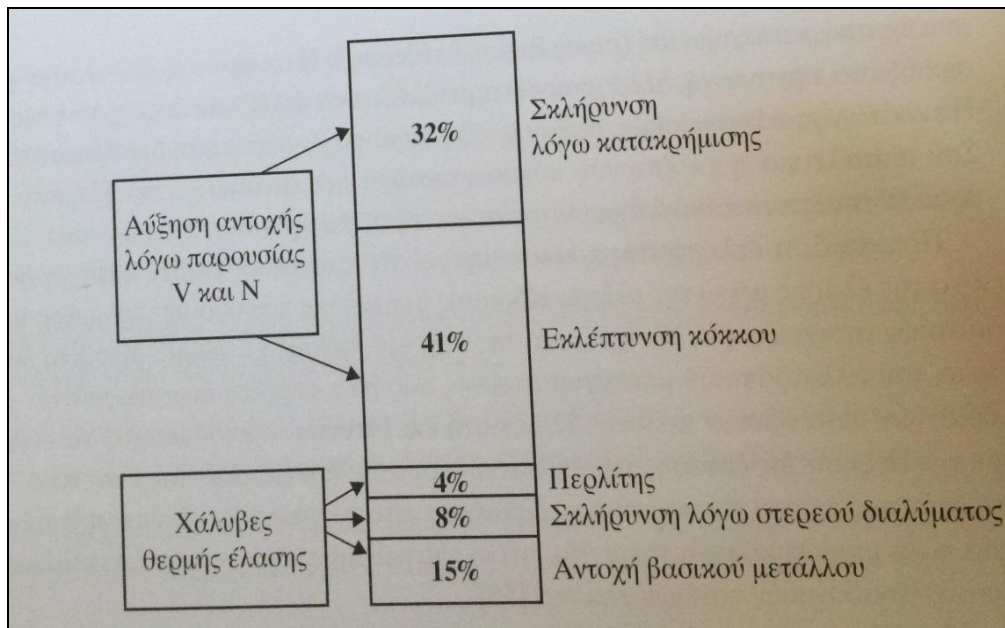 32%
Σκλήρυνση
λόγω κατακρήμισης
Αύξηση αντοχής
λόγω παρουσίας
V και N
41%
Εκλέπτυνση κόκκου
Χάλυβες
θερμής έλασης
4%
Περλίτης
8%
Σκλήρυνση λόγω στερεού διαλύματος
15%
Αντοχή βασικού μετάλλου